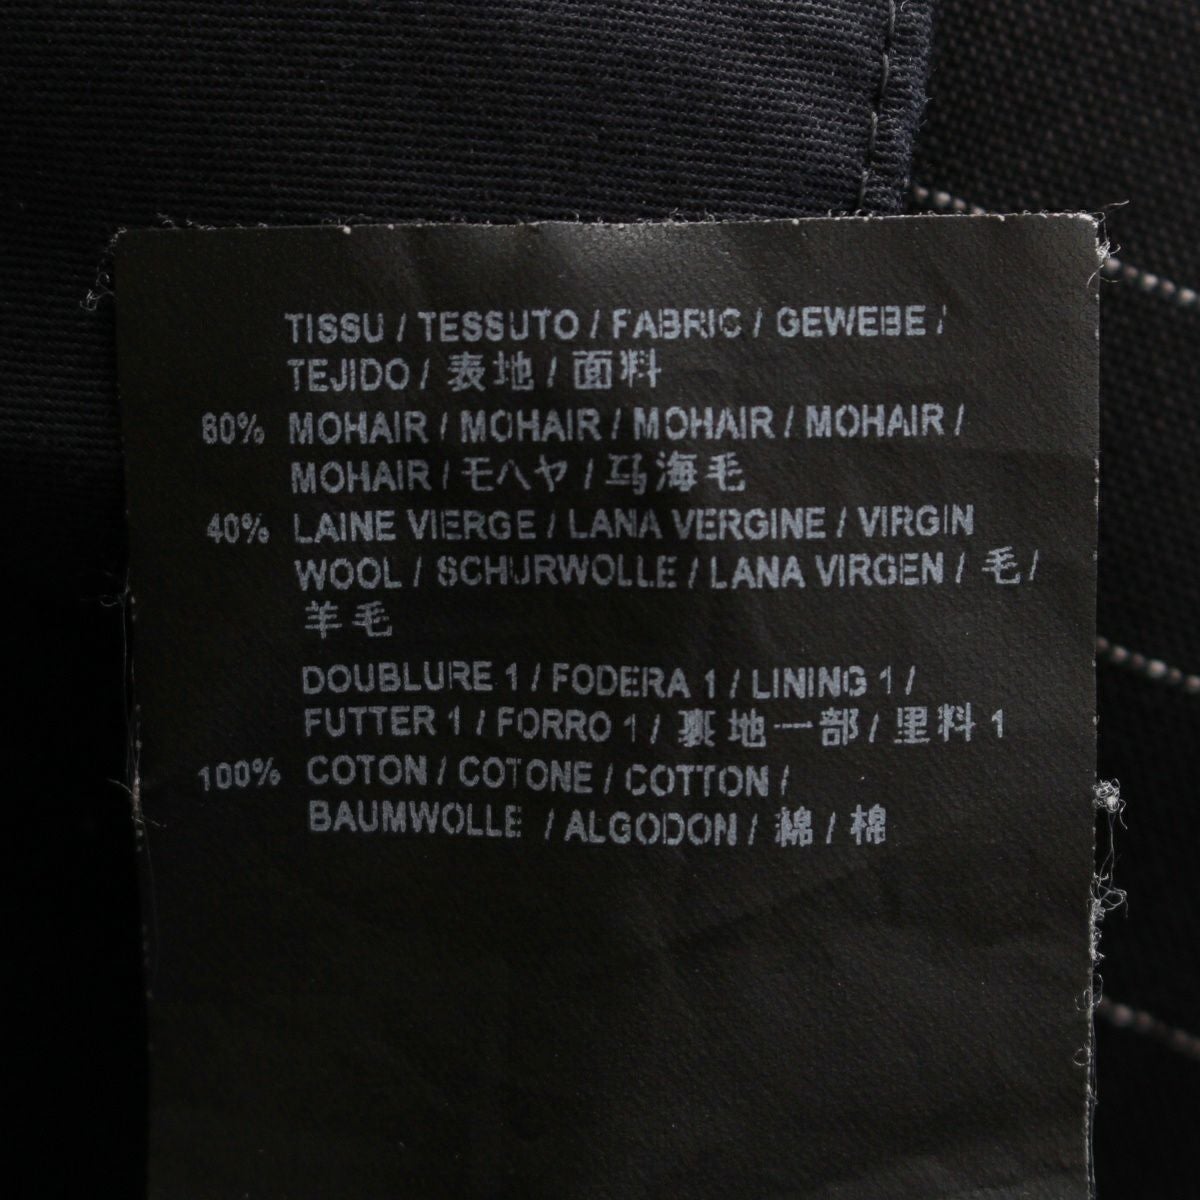 TISSU / TESSUTO / FABRIC / GEWEBE /
TEJIDO / 表地 / 面料
60% MOHAIR / MOHAIR / MOHAIR / MOHAIR /
MOHAIR / モヘヤ / 马海毛
40% LAINE VIERGE / LANA VERGINE / VIRGIN
WOOL / SCHURWOLLE / LANA VIRGEN / 毛 /
羊毛
DOUBLURE 1 / FODERA 1 / LINING 1 /
FUTTER 1 / FORRO 1 / 裏地一部 / 里料 1
100% COTON / COTONE / COTTON /
BAUMWOLLE / ALGODON / 綿 / 棉